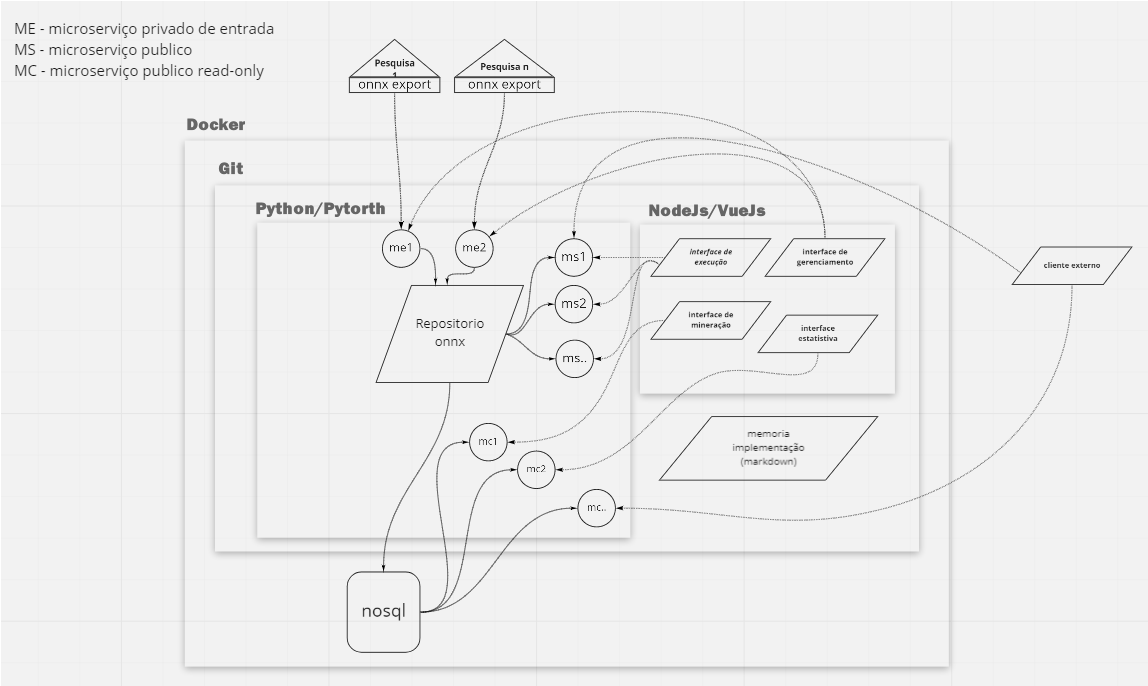 ME - microserviço privado de entrada
MS - microserviço publico
MC - microserviço publico read-only
Pesquisa
1
onnx export
Pesquisa n
onnx export
Docker
Git
Python/Pytorth
NodeJs/VueJs
me1
me2
ms1
ms2
ms..
Repositorio
onnx
interface de
execução
interface de
gerenciamento
interface de
mineração
interface
estatistiva
cliente externo
memoria
implementação
(markdown)
mc1
mc2
mc..
nosql